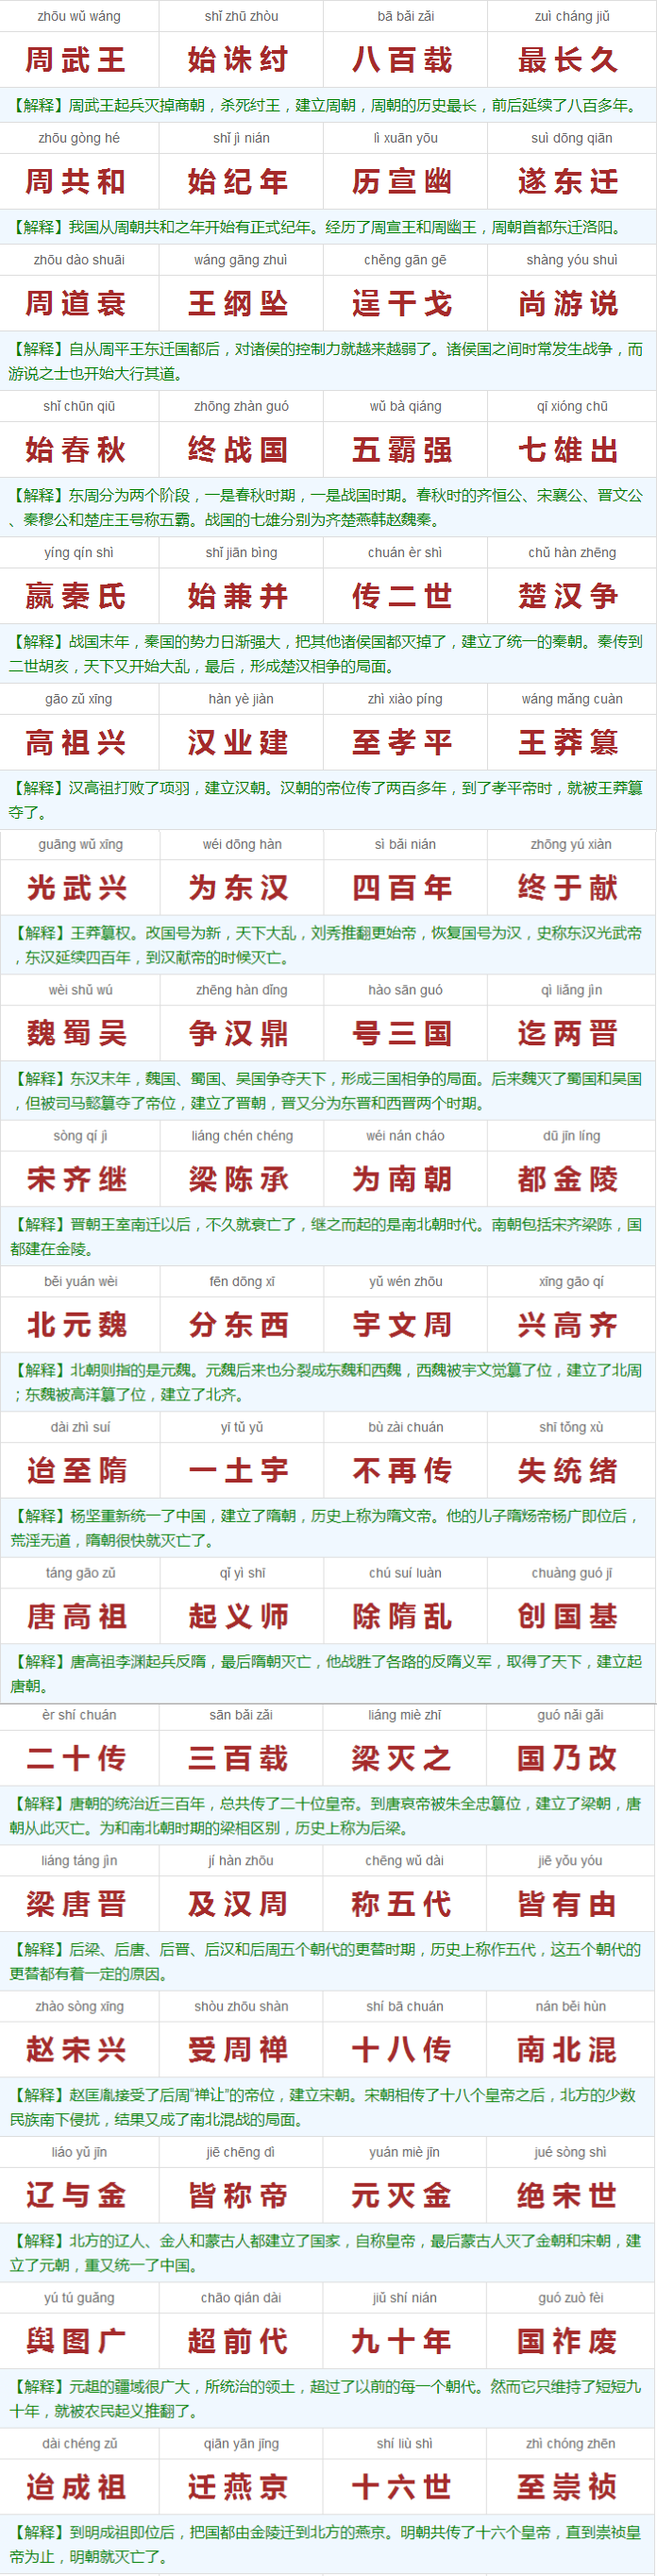 zhōu wǔ wáng shǐ zhū zhòu bā bǎi zǎi zuì cháng jiǔ
周武王 始诛纣 八百载 最长久
【解释】周武王起兵灭掉商朝，杀死纣王，建立周朝，周朝的历史最长，前后延续了八百多年。
zhōu gòng hé shǐ jì nián lì xuān yōu suì dōng qiān
周共和 始纪年 历宣幽 遂东迁
【解释】我国从周朝共和之年开始有正式纪年。经历了周宣王和周幽王，周朝首都东迁洛阳。
zhōu dào shuāi wáng gāng zhuì chěng gān gē shàng yóu shuì
周道衰 王纲坠 逞干戈 尚游说
【解释】自从周平王东迁国都后，对诸侯的控制力就越来越弱了。诸侯国之间时常发生战争，而
游说之士也开始大行其道。
shǐ chūn qiū zhōng zhàn guó wǔ bà qiáng qī xióng chū
始春秋 终战国 五霸强 七雄出
【解释】东周分为两个阶段，一是春秋时期，一是战国时期。春秋时的齐恒公、宋襄公、晋文公
、秦穆公和楚庄王号称五霸。战国的七雄分别为齐楚燕韩赵魏秦。
yíng qín shì shǐ jiān bìng chuán èr shì chǔ hàn zhēng
嬴秦氏 始兼并 传二世 楚汉争
【解释】战国末年，秦国的势力日渐强大，把其他诸侯国都灭掉了，建立了统一的秦朝。秦传到
二世胡亥，天下又开始大乱，最后，形成楚汉相争的局面。
gāo zǔ xīng hàn yè jiàn zhì xiào píng wáng mǎng cuàn
高祖兴 汉业建 至孝平 王莽篡
【解释】汉高祖打败了项羽，建立汉朝。汉朝的帝位传了两百多年，到了孝平帝时，就被王莽篡
夺了。
guāng wǔ xīng wéi dōng hàn sì bǎi nián zhōng yú xiàn
光武兴 为东汉 四百年 终于献
【解释】王莽篡权。改国号为新，天下大乱，刘秀推翻更始帝，恢复国号为汉，史称东汉光武帝
，东汉延续四百年，到汉献帝的时候灭亡。
wèi shǔ wú zhēng hàn dǐng hào sān guó qì liǎng jìn
魏蜀吴 争汉鼎 号三国 迄两晋
【解释】东汉末年，魏国、蜀国、吴国争夺天下，形成三国相争的局面。后来魏灭了蜀国和吴国
，但被司马懿篡夺了帝位，建立了晋朝，晋又分为东晋和西晋两个时期。
sòng qí jì liáng chén chéng wéi nán cháo dū jīn líng
宋齐继 梁陈承 为南朝 都金陵
【解释】晋朝王室南迁以后，不久就衰亡了，继之而起的是南北朝时代。南朝包括宋齐梁陈，国
都建在金陵。
běi yuán wèi fēn dōng xī yǔ wén zhōu xīng gāo qí
北元魏 分东西 宇文周 兴高齐
【解释】北朝则指的是元魏。元魏后来也分裂成东魏和西魏，西魏被宇文觉篡了位，建立了北周
；东魏被高洋篡了位，建立了北齐。
dài zhì suí yī tǔ yǔ bù zài chuán shī tǒng xù
迨至隋 一土宇 不再传 失统绪
【解释】杨坚重新统一了中国，建立了隋朝，历史上称为隋文帝。他的儿子隋炀帝杨广即位后，
荒淫无道，隋朝很快就灭亡了。
táng gāo zǔ qǐ yì shī chú suí luàn chuàng guó jī
唐高祖 起义师 除隋乱 创国基
【解释】唐高祖李渊起兵反隋，最后隋朝灭亡，他战胜了各路的反隋义军，取得了天下，建立起
唐朝。
èr shí chuán sān bǎi zǎi liáng miè zhī guó nǎi gǎi
二十传 三百载 梁灭之 国乃改
【解释】唐朝的统治近三百年，总共传了二十位皇帝。到唐哀帝被朱全忠篡位，建立了梁朝，唐
朝从此灭亡。为和南北朝时期的梁相区别，历史上称为后梁。
liáng táng jìn jí hàn zhōu chēng wǔ dài jiē yǒu yóu
梁唐晋 及汉周 称五代 皆有由
【解释】后梁、后唐、后晋、后汉和后周五个朝代的更替时期，历史上称作五代，这五个朝代的
更替都有着一定的原因。
zhào sòng xīng shòu zhōu shàn shí bā chuán nán běi hùn
赵宋兴 受周禅 十八传 南北混
【解释】赵匡胤接受了后周“禅让”的帝位，建立宋朝。宋朝相传了十八个皇帝之后，北方的少数
民族南下侵扰，结果又成了南北混战的局面。
liáo yǔ jīn jiē chēng dì yuán miè jīn jué sòng shì
辽与金 皆称帝 元灭金 绝宋世
【解释】北方的辽人、金人和蒙古人都建立了国家，自称皇帝，最后蒙古人灭了金朝和宋朝，建
立了元朝，重又统一了中国。
yú tú guǎng chāo qián dài jiǔ shí nián guó zuò fèi
舆图广 超前代 九十年 国祚废
【解释】元趄的疆域很广大，所统治的领土，超过了以前的每一个朝代。然而它只维持了短短九
十年，就被农民起义推翻了。
dài chéng zǔ qiān yān jīng shí liù shì zhì chóng zhēn
迨成祖 迁燕京 十六世 至崇祯
【解释】到明成祖即位后，把国都由金陵迁到北方的燕京。明朝共传了十六个皇帝，直到崇祯皇
帝为止，明朝就灭亡了。